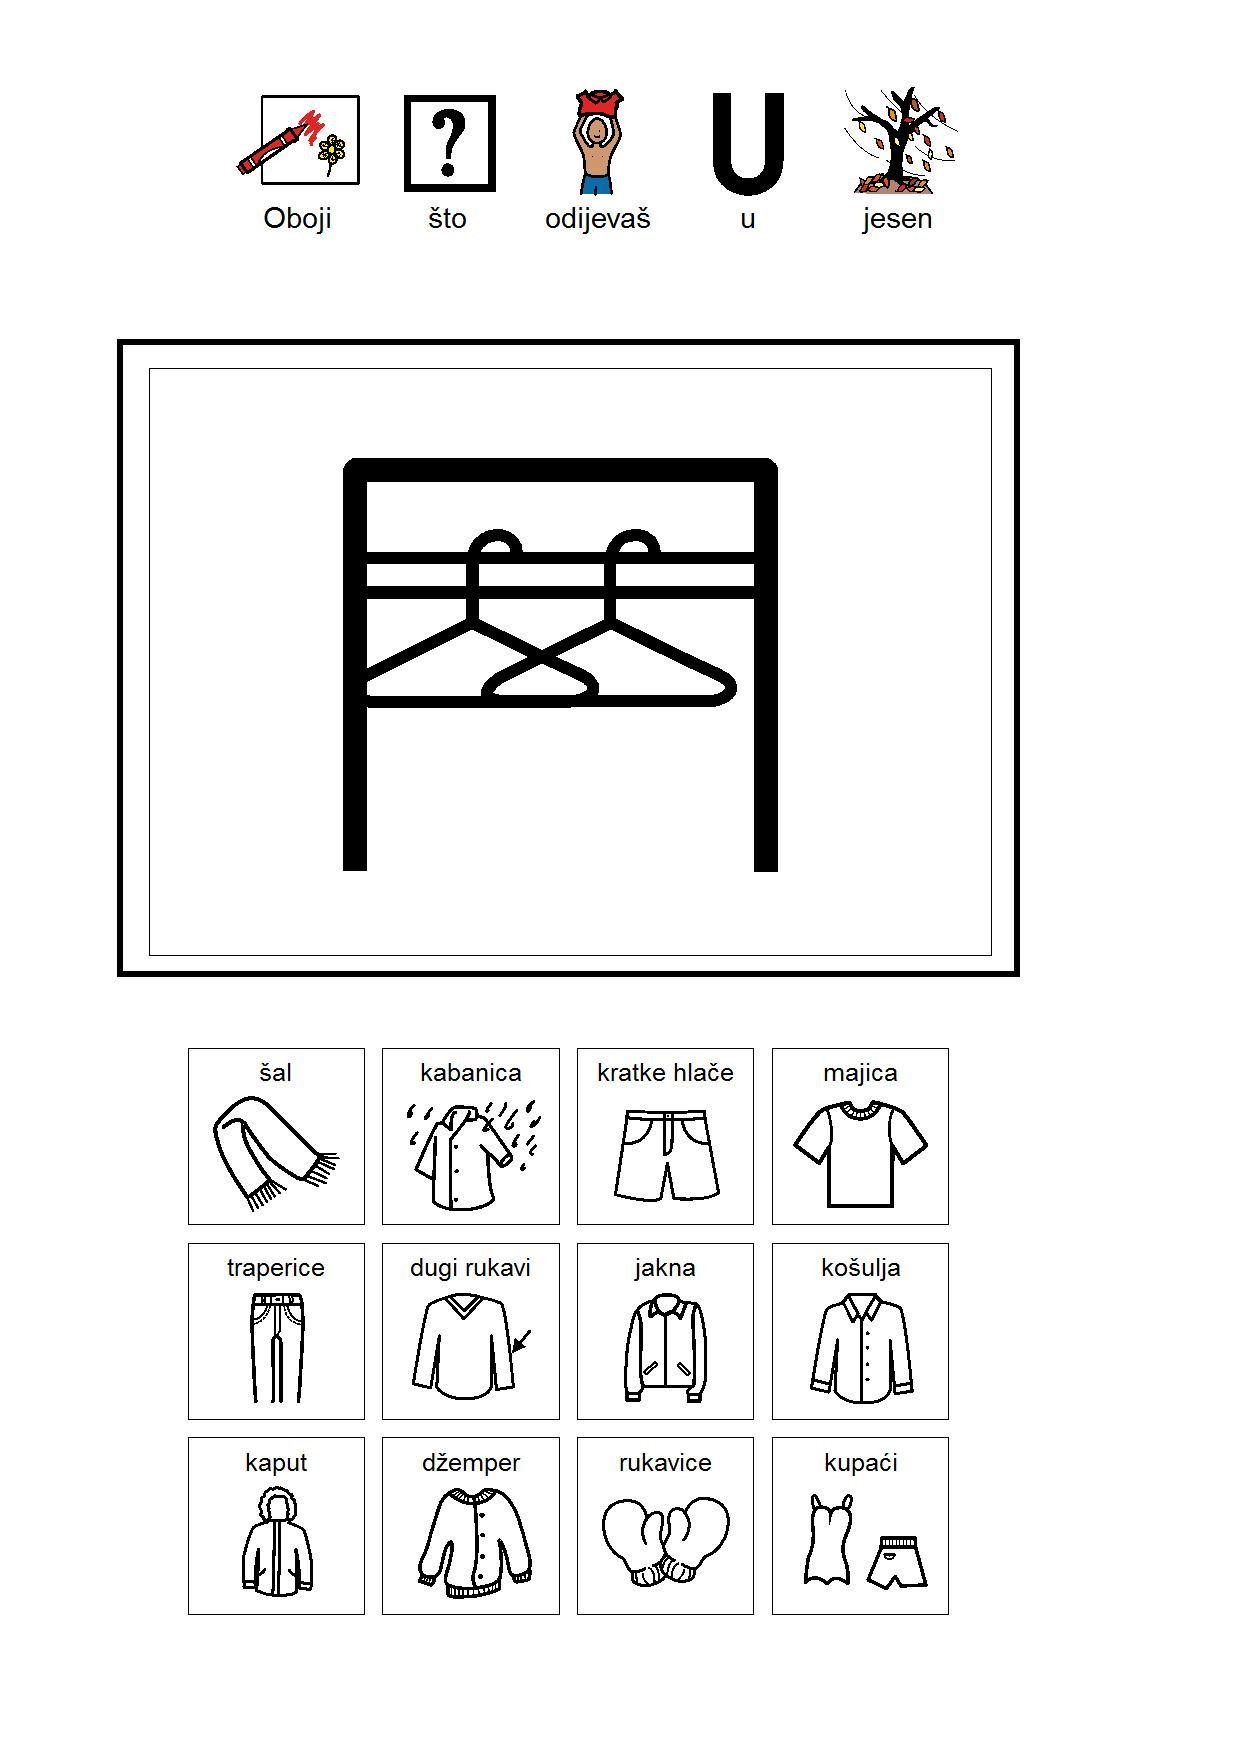 Oboji što odijevaš u jesen
šal kabanica kratke hlače majica
traperice dugi rukavi jakna košulja
kaput džemper rukavice kupaći